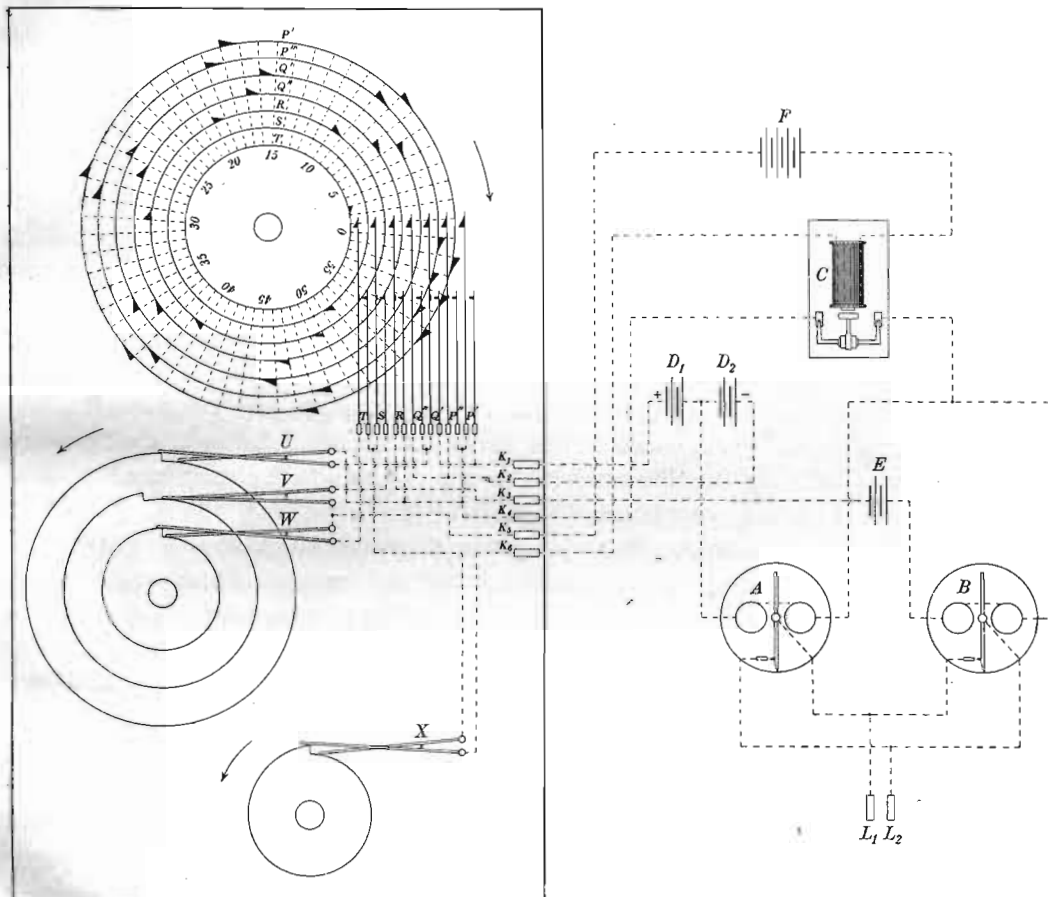 P'
P''
Q'
Q''
R
S
T
0
5
10
15
20
25
30
35
40
45
50
55
T S R Q'' Q' P'' P'
U
V
W
X
K₁
K₂
K₃
K₄
K₅
K₆
F
C
D₁ D₂
+ −
E
A
B
L₁ L₂